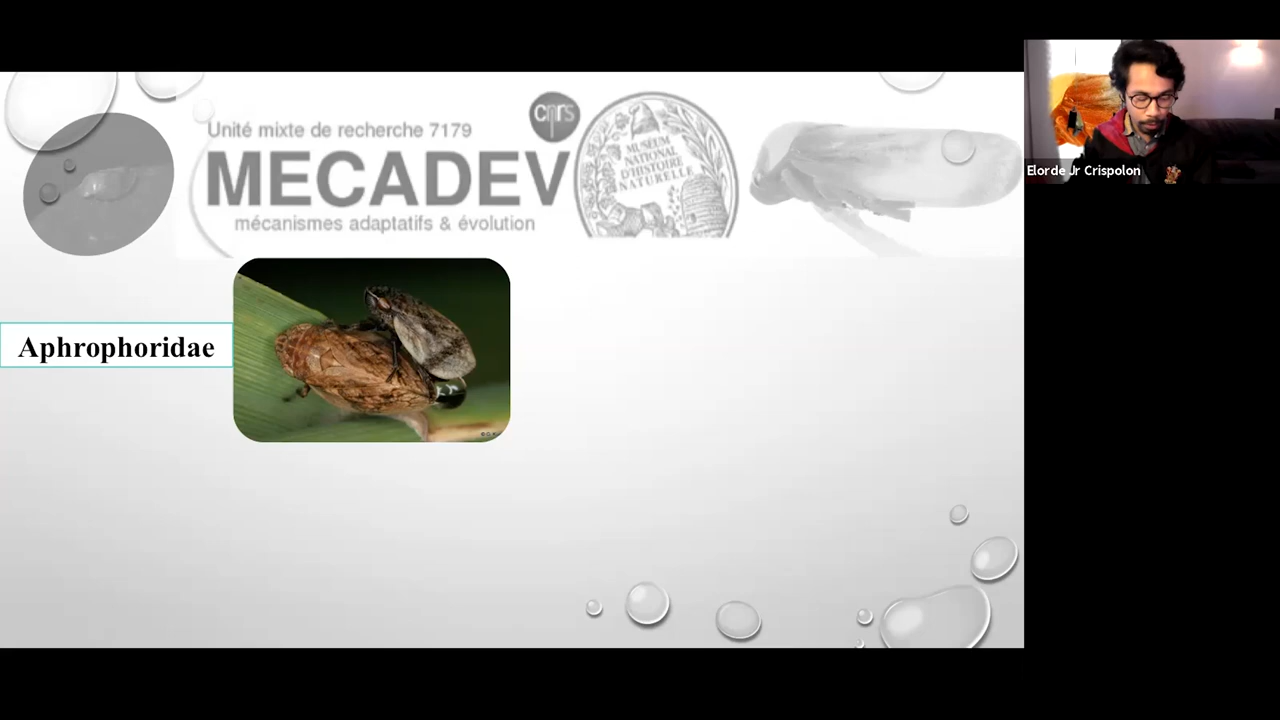 Unité mixte de recherche 7179
cnrs
MECADEV
mécanismes adaptatifs & évolution
MUSEUM
NATIONAL
D'HISTOIRE
NATURELLE
Elorde Jr Crispolon
Aphrophoridae